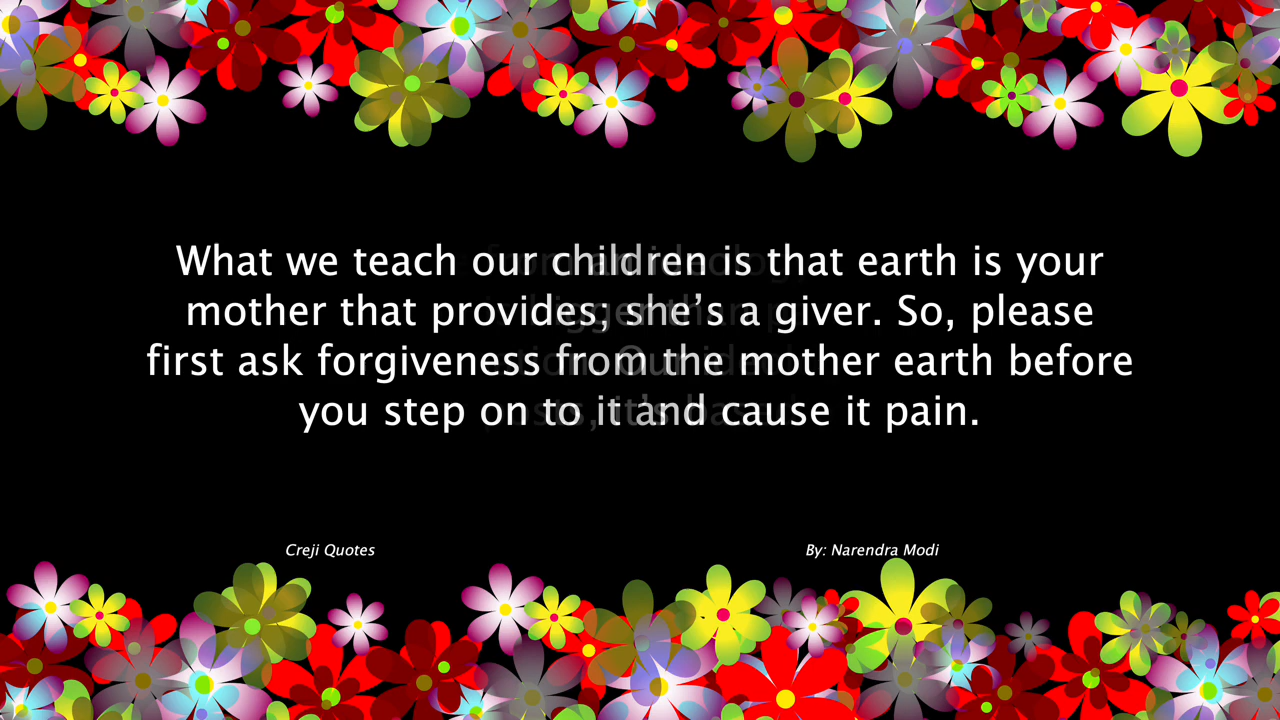 What we teach our children is that earth is your
mother that provides; she’s a giver. So, please
first ask forgiveness from the mother earth before
you step on to it and cause it pain.
Creji Quotes
By: Narendra Modi